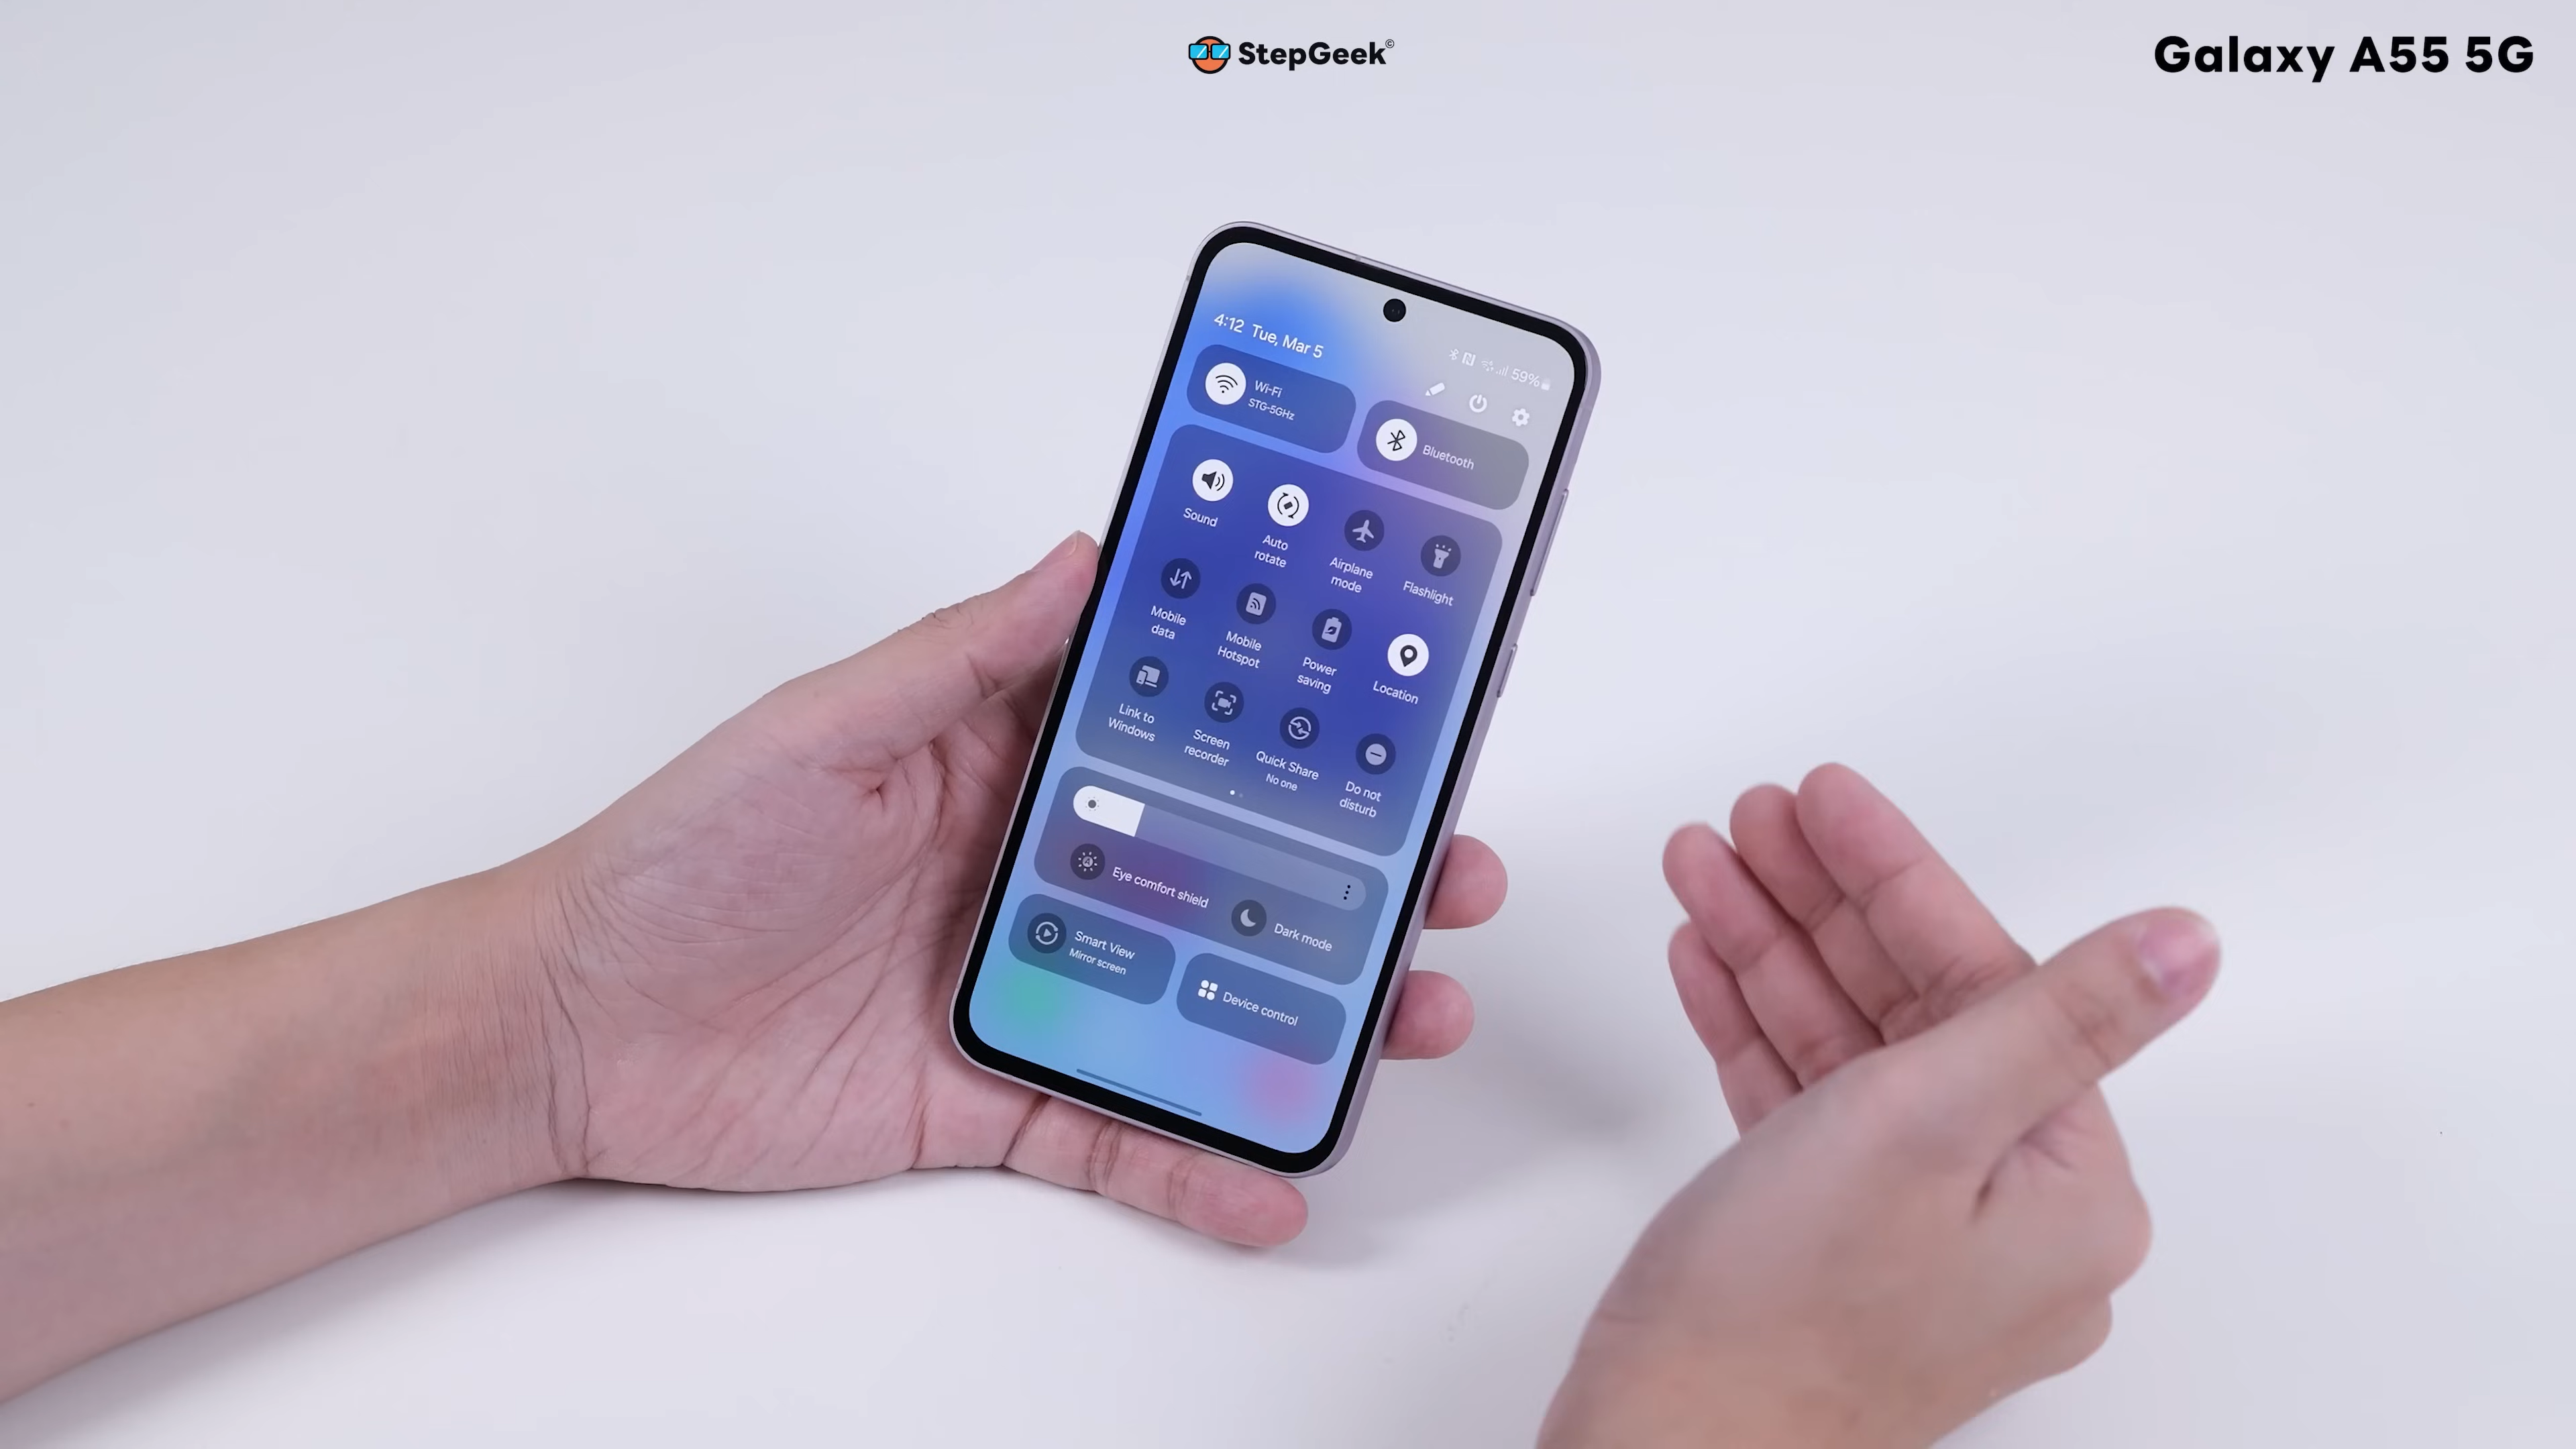 StepGeek©
Galaxy A55 5G
4:12 Tue, Mar 5
59%
Wi-Fi
STG-5GHz
Bluetooth
Sound
Auto
rotate
Airplane
mode
Flashlight
Mobile
data
Mobile
Hotspot
Power
saving
Location
Link to
Windows
Screen
recorder
Quick Share
No one
Do not
disturb
Eye comfort shield
Dark mode
Smart View
Mirror screen
Device control